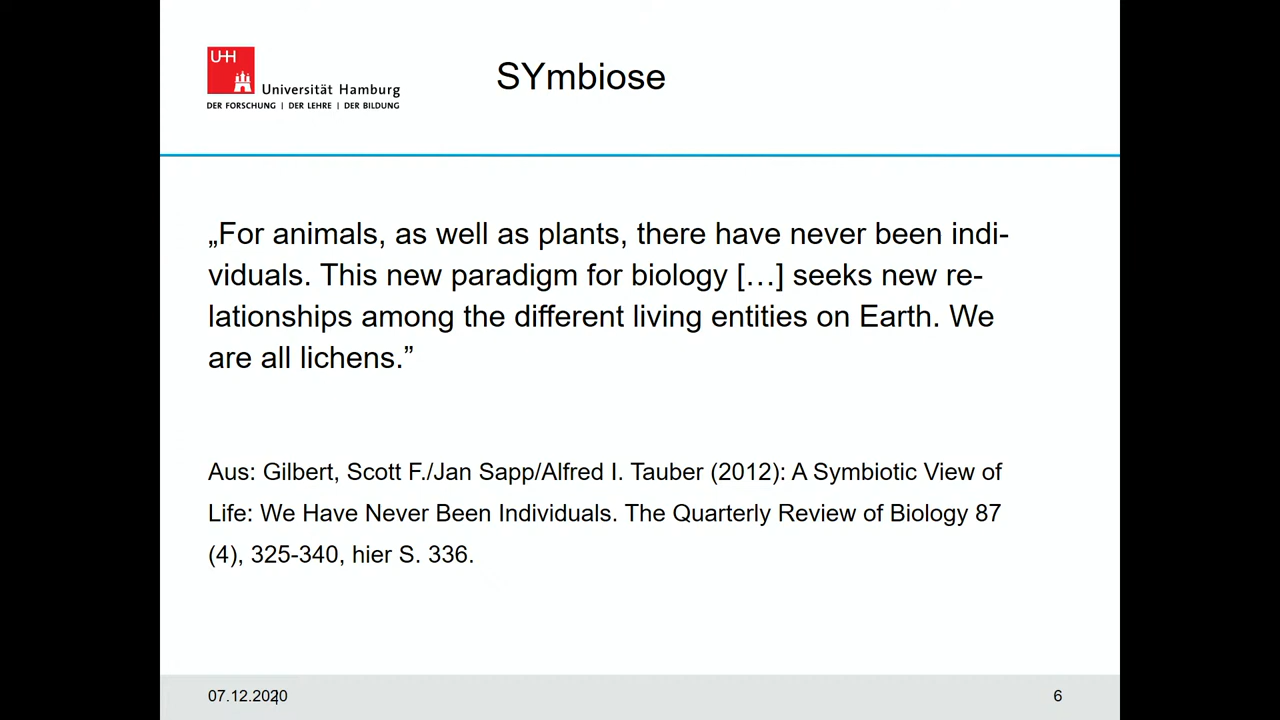 UHH
Universität Hamburg
DER FORSCHUNG | DER LEHRE | DER BILDUNG
SYmbiose
„For animals, as well as plants, there have never been indi-
viduals. This new paradigm for biology […] seeks new re-
lationships among the different living entities on Earth. We
are all lichens.”
Aus: Gilbert, Scott F./Jan Sapp/Alfred I. Tauber (2012): A Symbiotic View of
Life: We Have Never Been Individuals. The Quarterly Review of Biology 87
(4), 325-340, hier S. 336.
07.12.2020
6